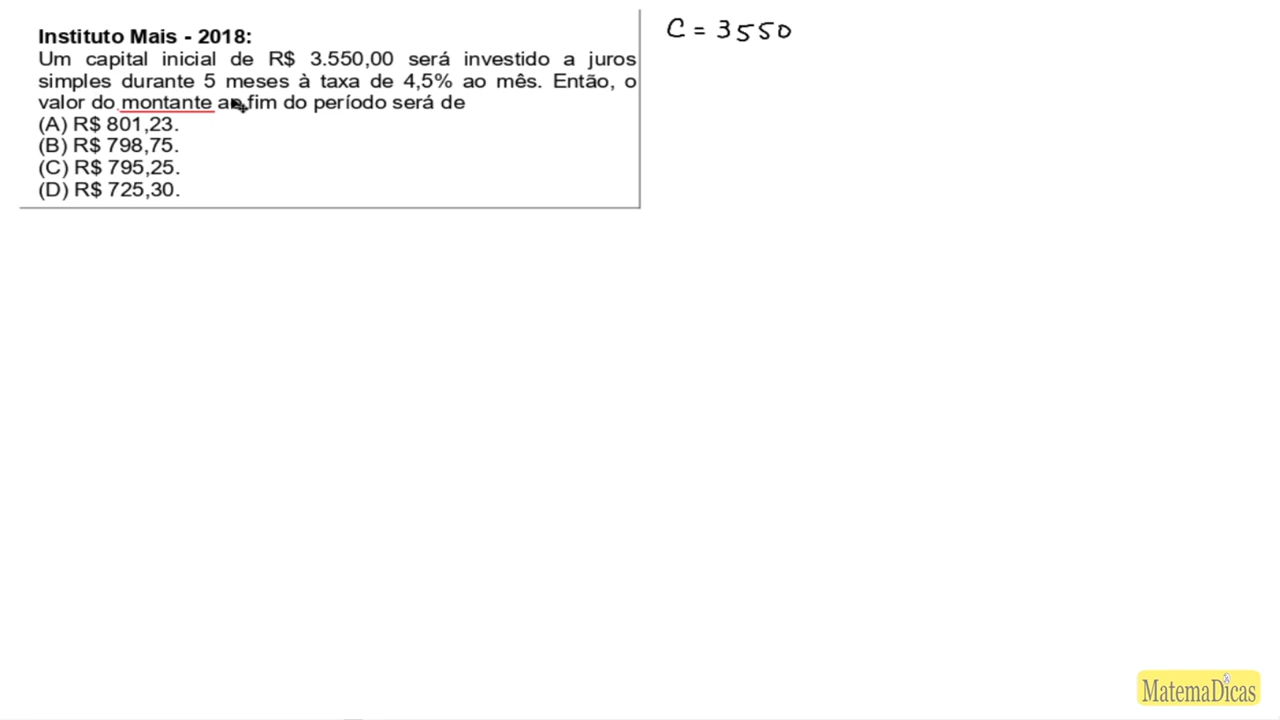 Instituto Mais - 2018:
Um capital inicial de R$ 3.550,00 será investido a juros
simples durante 5 meses à taxa de 4,5% ao mês. Então, o
valor do montante ao fim do período será de
(A) R$ 801,23.
(B) R$ 798,75.
(C) R$ 795,25.
(D) R$ 725,30.
C = 3550
MatemaDicas